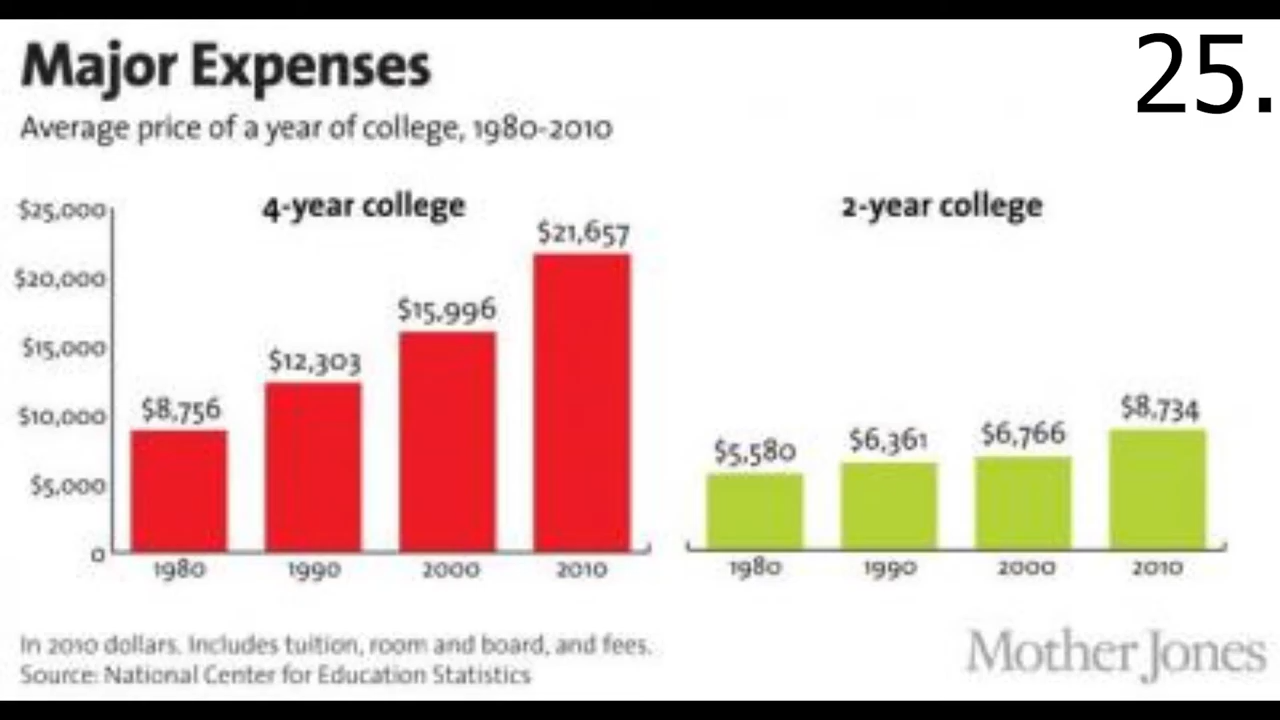 25.
Major Expenses
Average price of a year of college, 1980-2010
4-year college
$25,000
$20,000
$15,000
$10,000
$5,000
0
$8,756
$12,303
$15,996
$21,657
1980 1990 2000 2010
2-year college
$5,580
$6,361
$6,766
$8,734
1980 1990 2000 2010
In 2010 dollars. Includes tuition, room and board, and fees.
Source: National Center for Education Statistics
Mother Jones